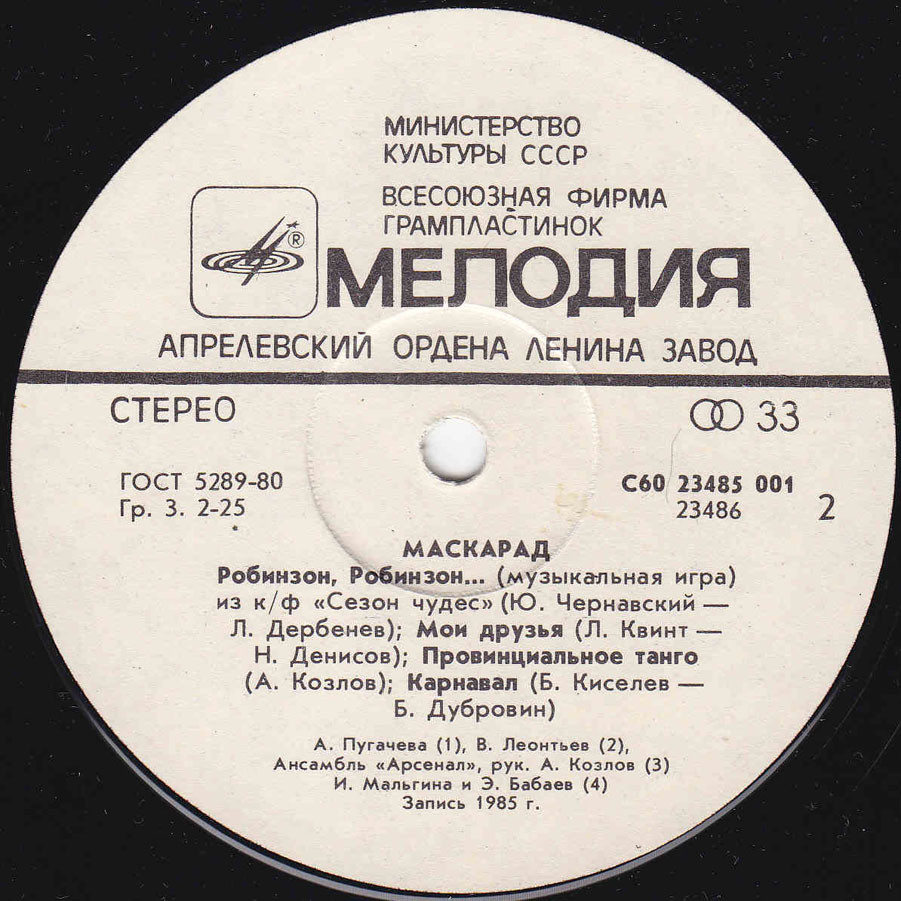 МИНИСТЕРСТВО
КУЛЬТУРЫ СССР
ВСЕСОЮЗНАЯ ФИРМА
ГРАМПЛАСТИНОК
®
МЕЛОДИЯ
АПРЕЛЕВСКИЙ ОРДЕНА ЛЕНИНА ЗАВОД
СТЕРЕО
33
ГОСТ 5289-80
Гр. 3. 2-25
С60 23485 001
23486
2
МАСКАРАД
Робинзон, Робинзон... (музыкальная игра)
из к/ф «Сезон чудес» (Ю. Чернавский —
Л. Дербенев); Мои друзья (Л. Квинт —
Н. Денисов); Провинциальное танго
(А. Козлов); Карнавал (Б. Киселев —
Б. Дубровин)
А. Пугачева (1), В. Леонтьев (2),
Ансамбль «Арсенал», рук. А. Козлов (3)
И. Мальгина и Э. Бабаев (4)
Запись 1985 г.